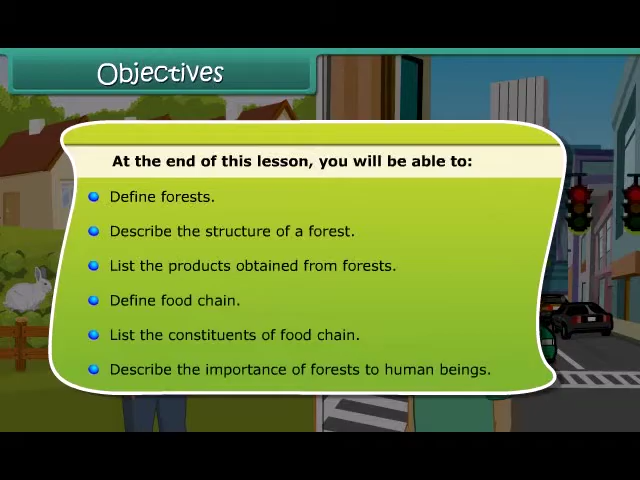 Objectives
At the end of this lesson, you will be able to:
Define forests.
Describe the structure of a forest.
List the products obtained from forests.
Define food chain.
List the constituents of food chain.
Describe the importance of forests to human beings.